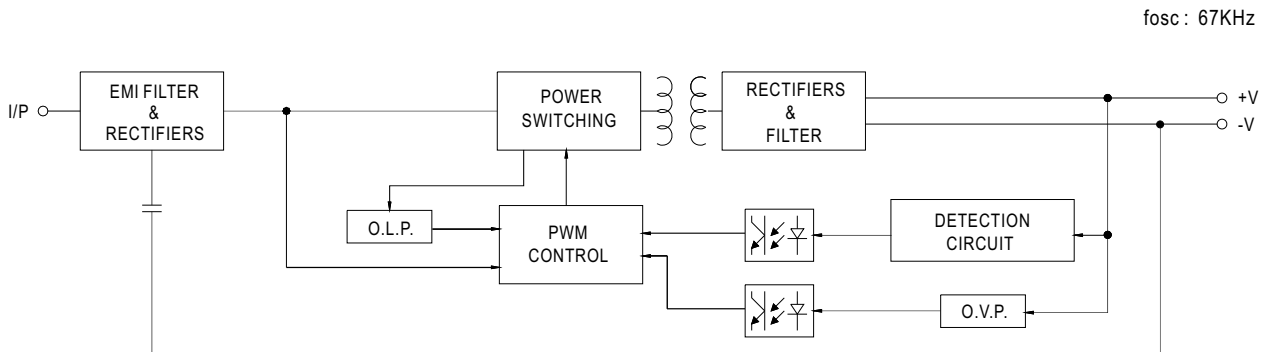 fosc : 67KHz
I/P
EMI FILTER
&
RECTIFIERS
POWER
SWITCHING
RECTIFIERS
&
FILTER
+V
-V
O.L.P.
PWM
CONTROL
DETECTION
CIRCUIT
O.V.P.